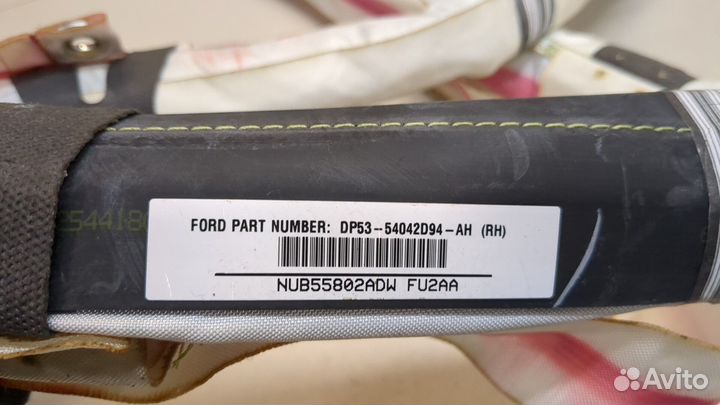 FORD PART NUMBER: DP53-54042D94-AH (RH)
NUB55802ADW FU2AA
Avito